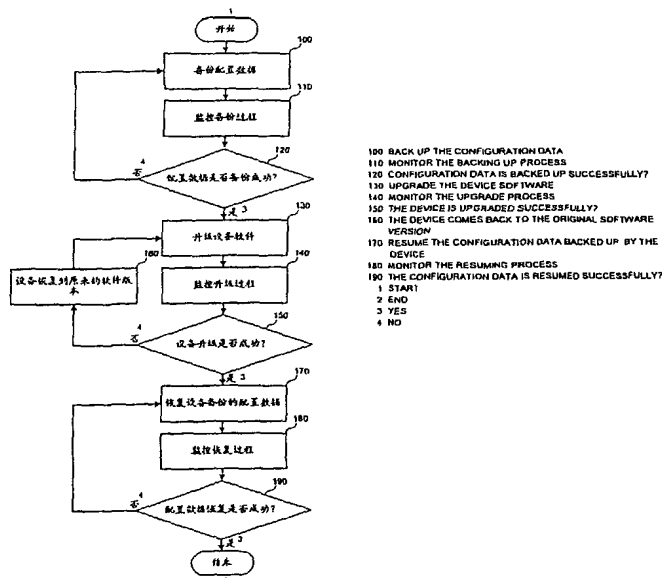 1
开始
100
备份配置数据
110
监控备份过程
120
4
否
配置数据是否备份成功?
是 3
130
升级设备软件
160
140
设备恢复到原来的软件版
本
监控升级过程
150
4
否
设备升级是否成功?
是 3
170
恢复设备备份的配置数据
180
监控恢复过程
190
4
否
配置数据恢复是否成功?
是 3
结束
2
100 BACK UP THE CONFIGURATION DATA
110 MONITOR THE BACKING UP PROCESS
120 CONFIGURATION DATA IS BACKED UP SUCCESSFULLY?
130 UPGRADE THE DEVICE SOFTWARE
140 MONITOR THE UPGRADE PROCESS
150 THE DEVICE IS UPGRADED SUCCESSFULLY?
160 THE DEVICE COMES BACK TO THE ORIGINAL SOFTWARE
VERSION
170 RESUME THE CONFIGURATION DATA BACKED UP BY THE
DEVICE
180 MONITOR THE RESUMING PROCESS
190 THE CONFIGURATION DATA IS RESUMED SUCCESSFULLY?
1 START
2 END
3 YES
4 NO